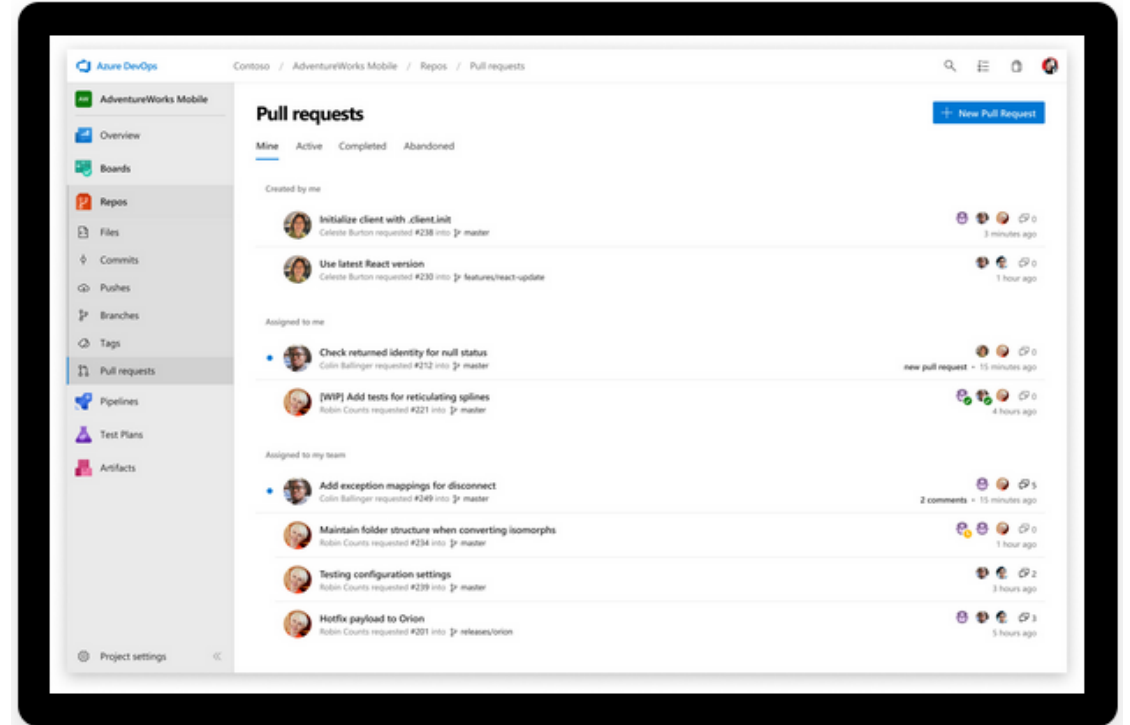 Azure DevOps
Contoso / AdventureWorks Mobile / Repos / Pull requests
AW AdventureWorks Mobile
Overview
Boards
Repos
Files
Commits
Pushes
Branches
Tags
Pull requests
Pipelines
Test Plans
Artifacts
Project settings
Pull requests
+ New Pull Request
Mine Active Completed Abandoned
Created by me
Initialize client with .client.init
Celeste Burton requested #238 into master
0
3 minutes ago
Use latest React version
Celeste Burton requested #230 into features/react-update
0
1 hour ago
Assigned to me
Check returned identity for null status
Colin Ballinger requested #212 into master
0
new pull request • 15 minutes ago
[WIP] Add tests for reticulating splines
Robin Counts requested #221 into master
0
4 hours ago
Assigned to my team
Add exception mappings for disconnect
Colin Ballinger requested #249 into master
5
2 comments • 15 minutes ago
Maintain folder structure when converting isomorphs
Robin Counts requested #234 into master
0
1 hour ago
Testing configuration settings
Robin Counts requested #239 into master
2
3 hours ago
Hotfix payload to Orion
Robin Counts requested #201 into releases/orion
3
5 hours ago